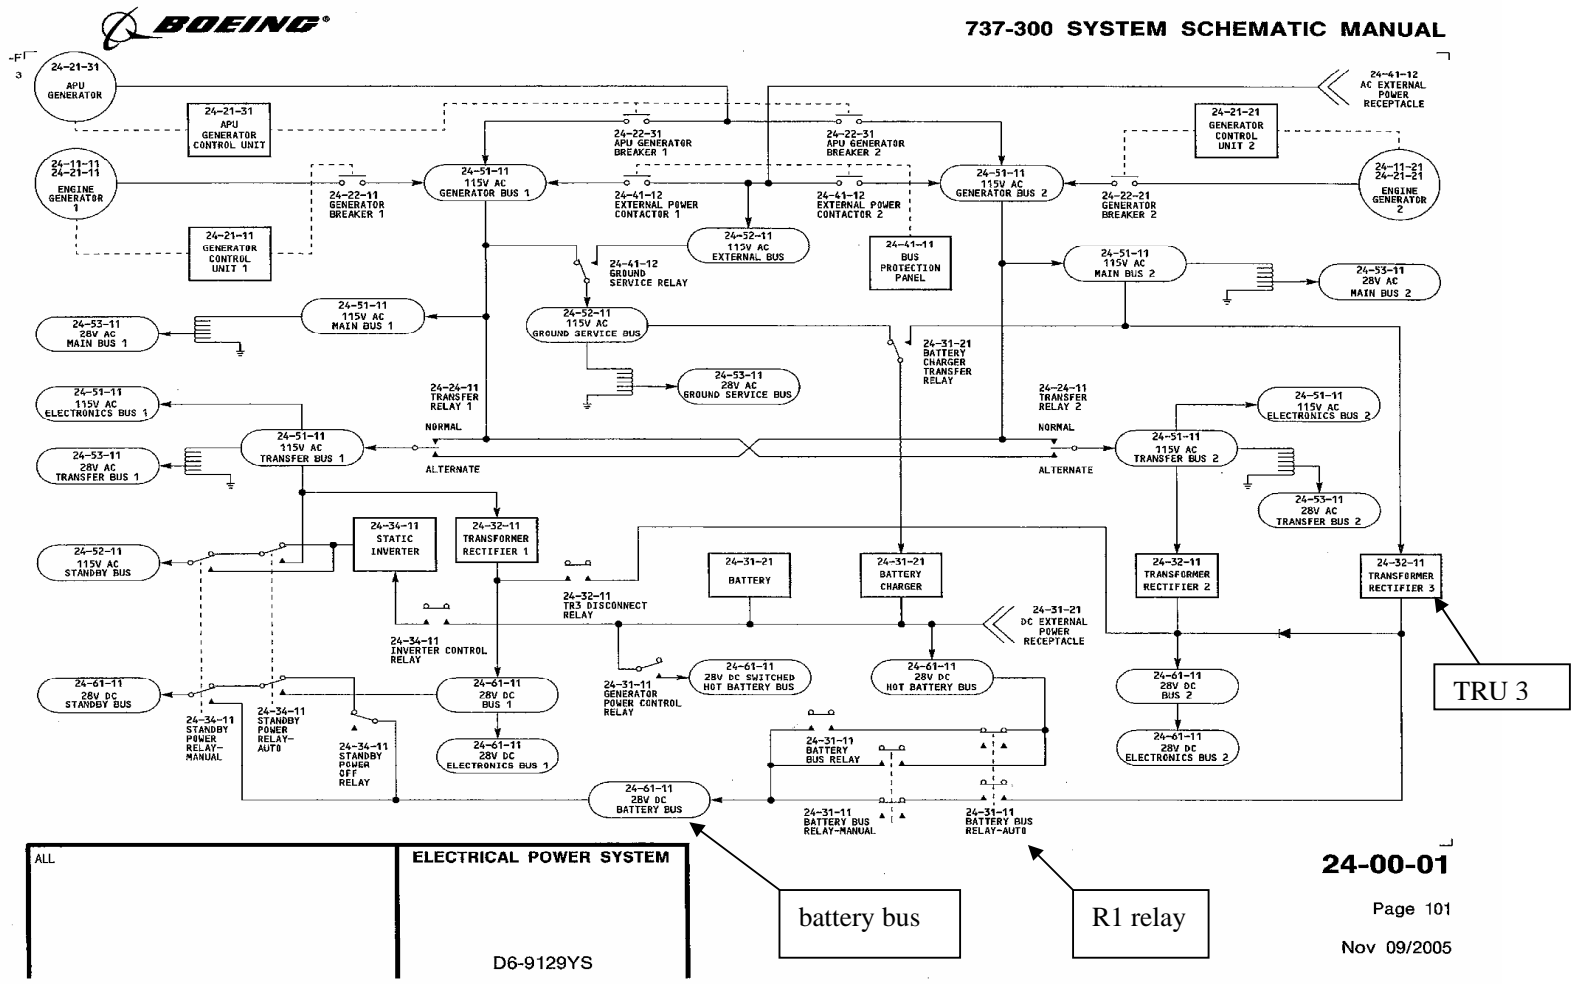 BOEING®
737-300 SYSTEM SCHEMATIC MANUAL
3
24-21-31
APU
GENERATOR
24-21-31
APU
GENERATOR
CONTROL UNIT
24-22-31
APU GENERATOR
BREAKER 1
24-22-31
APU GENERATOR
BREAKER 2
24-41-12
AC EXTERNAL
POWER
RECEPTACLE
24-21-21
GENERATOR
CONTROL
UNIT 2
24-11-11
24-21-11
ENGINE
GENERATOR
1
24-22-11
GENERATOR
BREAKER 1
24-51-11
115V AC
GENERATOR BUS 1
24-41-12
EXTERNAL POWER
CONTACTOR 1
24-41-12
EXTERNAL POWER
CONTACTOR 2
24-51-11
115V AC
GENERATOR BUS 2
24-22-21
GENERATOR
BREAKER 2
24-11-21
24-21-21
ENGINE
GENERATOR
2
24-21-11
GENERATOR
CONTROL
UNIT 1
24-52-11
115V AC
EXTERNAL BUS
24-41-12
GROUND
SERVICE RELAY
24-41-11
BUS
PROTECTION
PANEL
24-51-11
115V AC
MAIN BUS 2
24-53-11
28V AC
MAIN BUS 2
24-53-11
28V AC
MAIN BUS 1
24-51-11
115V AC
MAIN BUS 1
24-52-11
115V AC
GROUND SERVICE BUS
24-31-21
BATTERY
CHARGER
TRANSFER
RELAY
24-53-11
28V AC
GROUND SERVICE BUS
24-51-11
115V AC
ELECTRONICS BUS 1
24-24-11
TRANSFER
RELAY 1
NORMAL
ALTERNATE
24-24-11
TRANSFER
RELAY 2
NORMAL
ALTERNATE
24-51-11
115V AC
ELECTRONICS BUS 2
24-51-11
115V AC
TRANSFER BUS 1
24-51-11
115V AC
TRANSFER BUS 2
24-53-11
28V AC
TRANSFER BUS 1
24-53-11
28V AC
TRANSFER BUS 2
24-34-11
STATIC
INVERTER
24-32-11
TRANSFORMER
RECTIFIER 1
24-52-11
115V AC
STANDBY BUS
24-32-11
TR3 DISCONNECT
RELAY
24-31-21
BATTERY
24-31-21
BATTERY
CHARGER
24-32-11
TRANSFORMER
RECTIFIER 2
24-32-11
TRANSFORMER
RECTIFIER 3
24-34-11
INVERTER CONTROL
RELAY
24-31-21
DC EXTERNAL
POWER
RECEPTACLE
24-61-11
28V DC
STANDBY BUS
24-61-11
28V DC
BUS 1
24-31-11
GENERATOR
POWER CONTROL
RELAY
24-61-11
28V DC SWITCHED
HOT BATTERY BUS
24-61-11
28V DC
HOT BATTERY BUS
24-61-11
28V DC
BUS 2
TRU 3
24-34-11
STANDBY
POWER
RELAY-
MANUAL
24-34-11
STANDBY
POWER
RELAY-
AUTO
24-34-11
STANDBY
POWER
OFF
RELAY
24-61-11
28V DC
ELECTRONICS BUS 1
24-31-11
BATTERY
BUS RELAY
24-61-11
28V DC
ELECTRONICS BUS 2
24-61-11
28V DC
BATTERY BUS
24-31-11
BATTERY BUS
RELAY-MANUAL
24-31-11
BATTERY BUS
RELAY-AUTO
ALL
ELECTRICAL POWER SYSTEM
D6-9129YS
battery bus
R1 relay
24-00-01
Page 101
Nov 09/2005